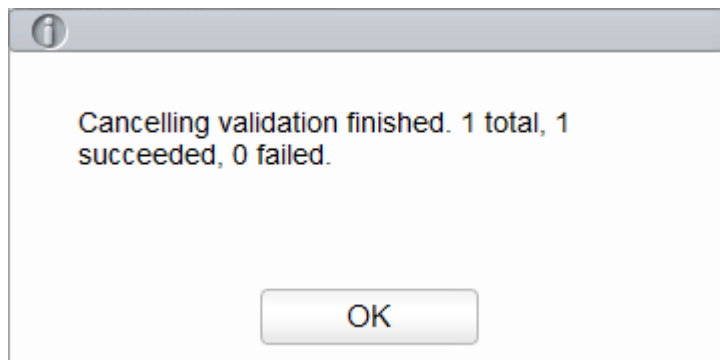 Cancelling validation finished. 1 total, 1
succeeded, 0 failed.
OK